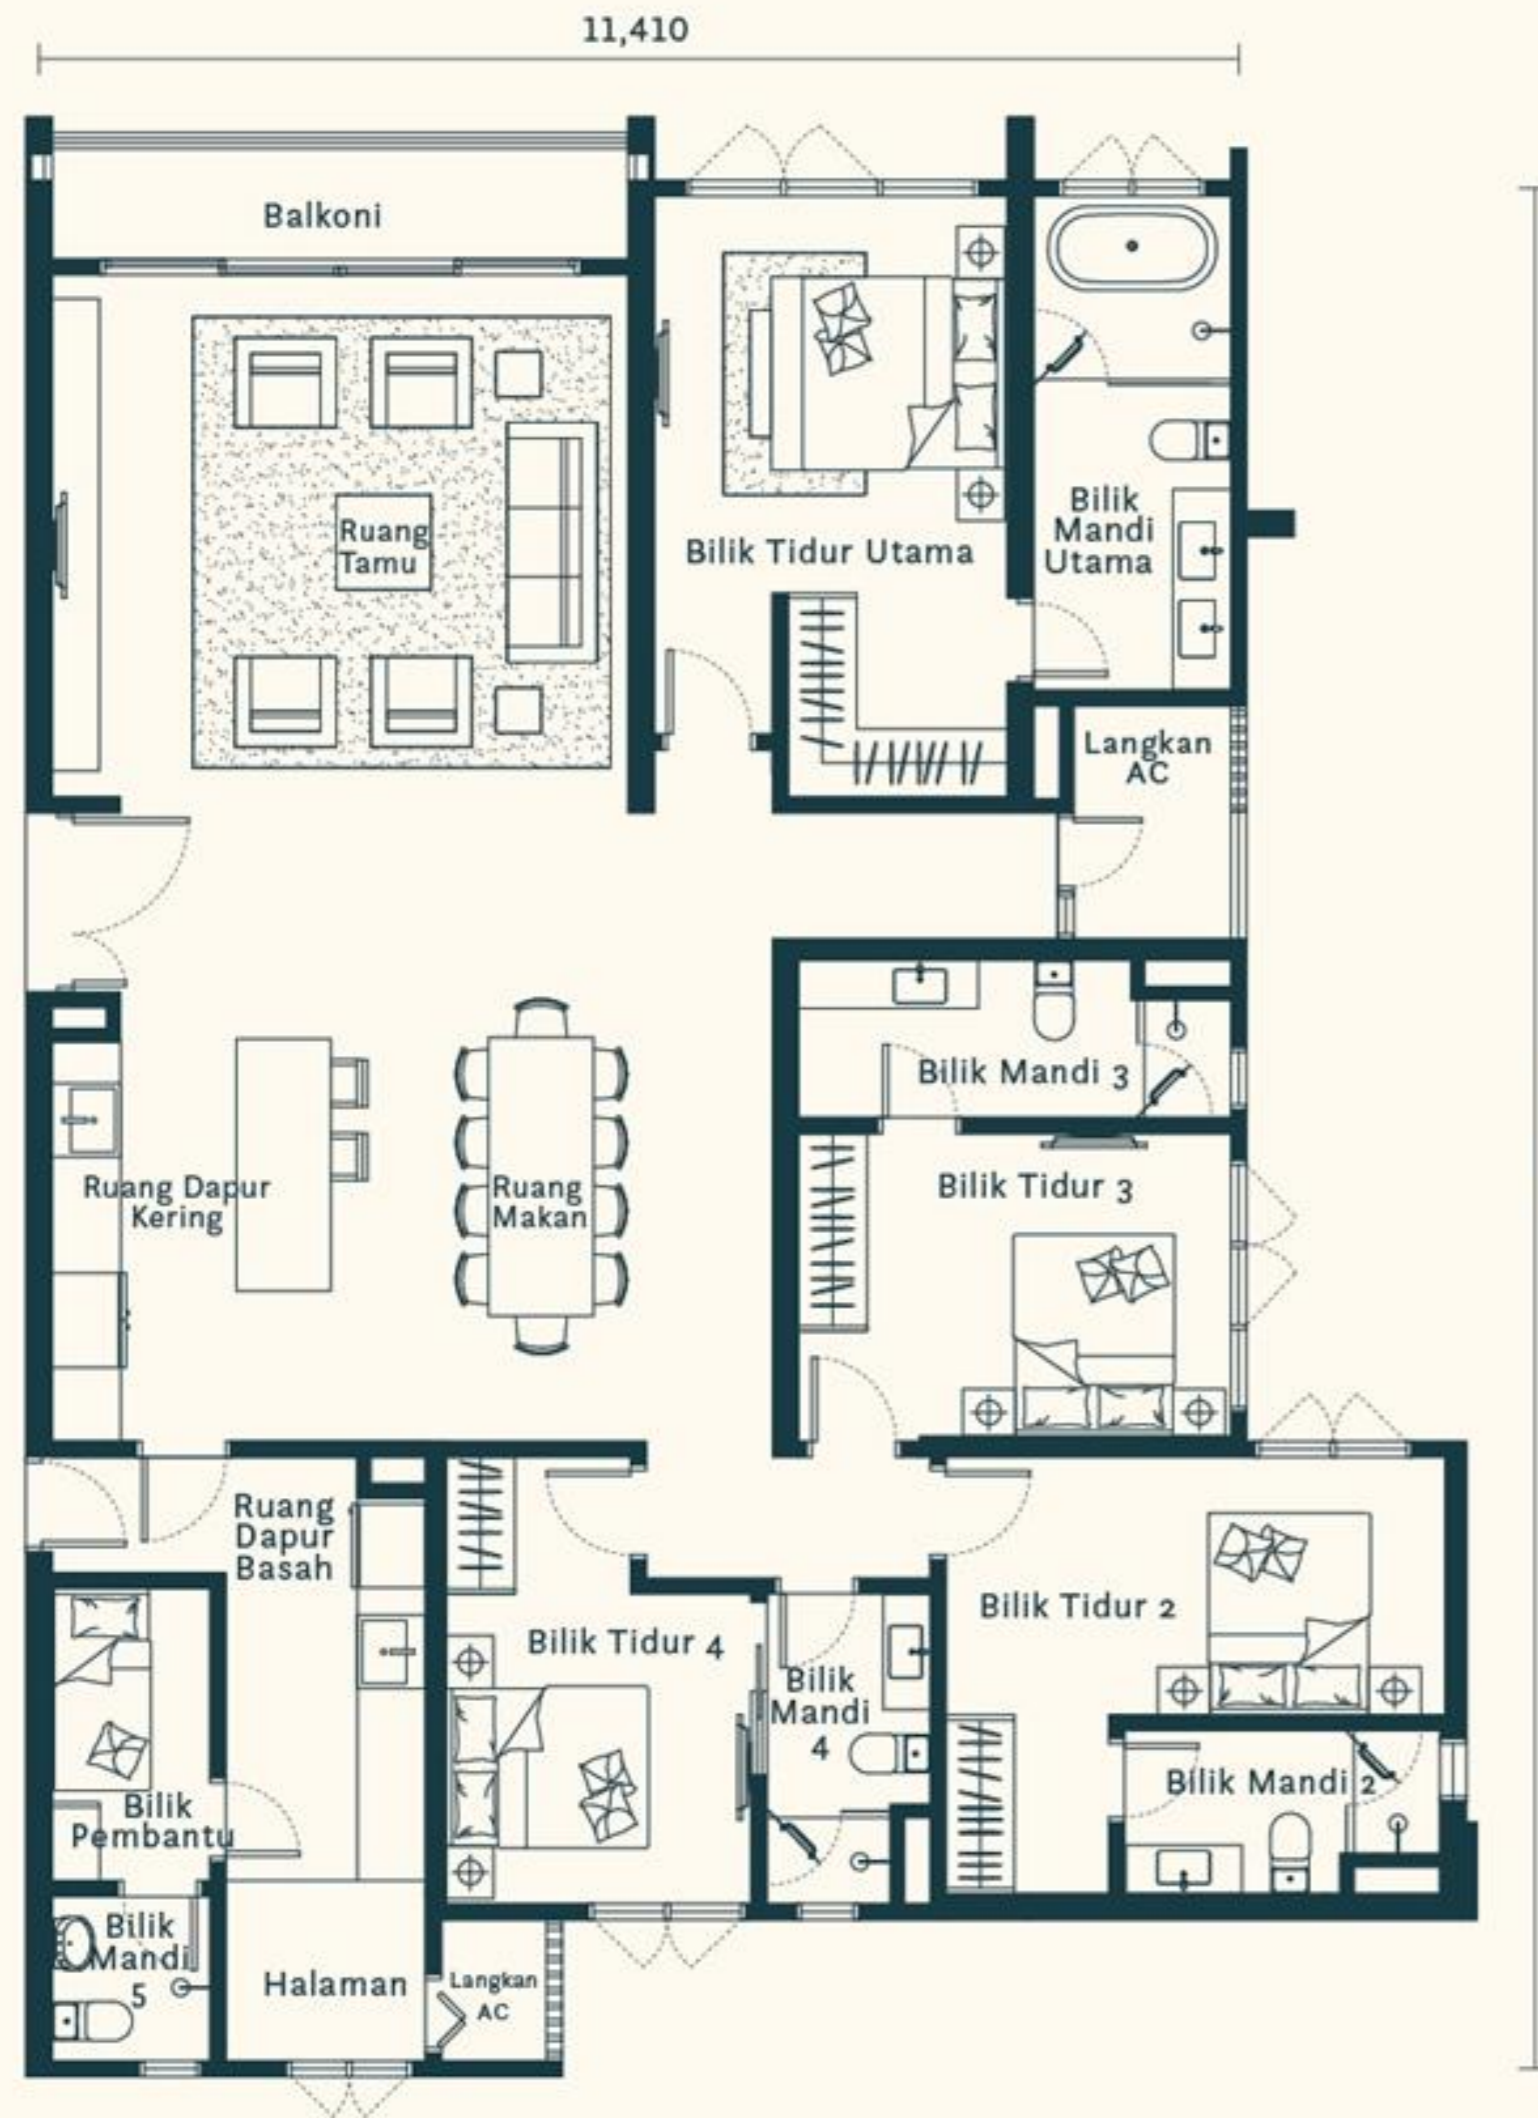 11,410
Balkoni
Ruang
Tamu
Bilik Tidur Utama
Bilik
Mandi
Utama
Langkan
AC
Bilik Mandi 3
Bilik Tidur 3
Ruang Dapur
Kering
Ruang
Makan
Ruang
Dapur
Basah
Bilik Tidur 4
Bilik
Mandi
4
Bilik Tidur 2
Bilik Mandi 2
Bilik
Pembantu
Bilik
Mandi
5
Halaman
Langkan
AC